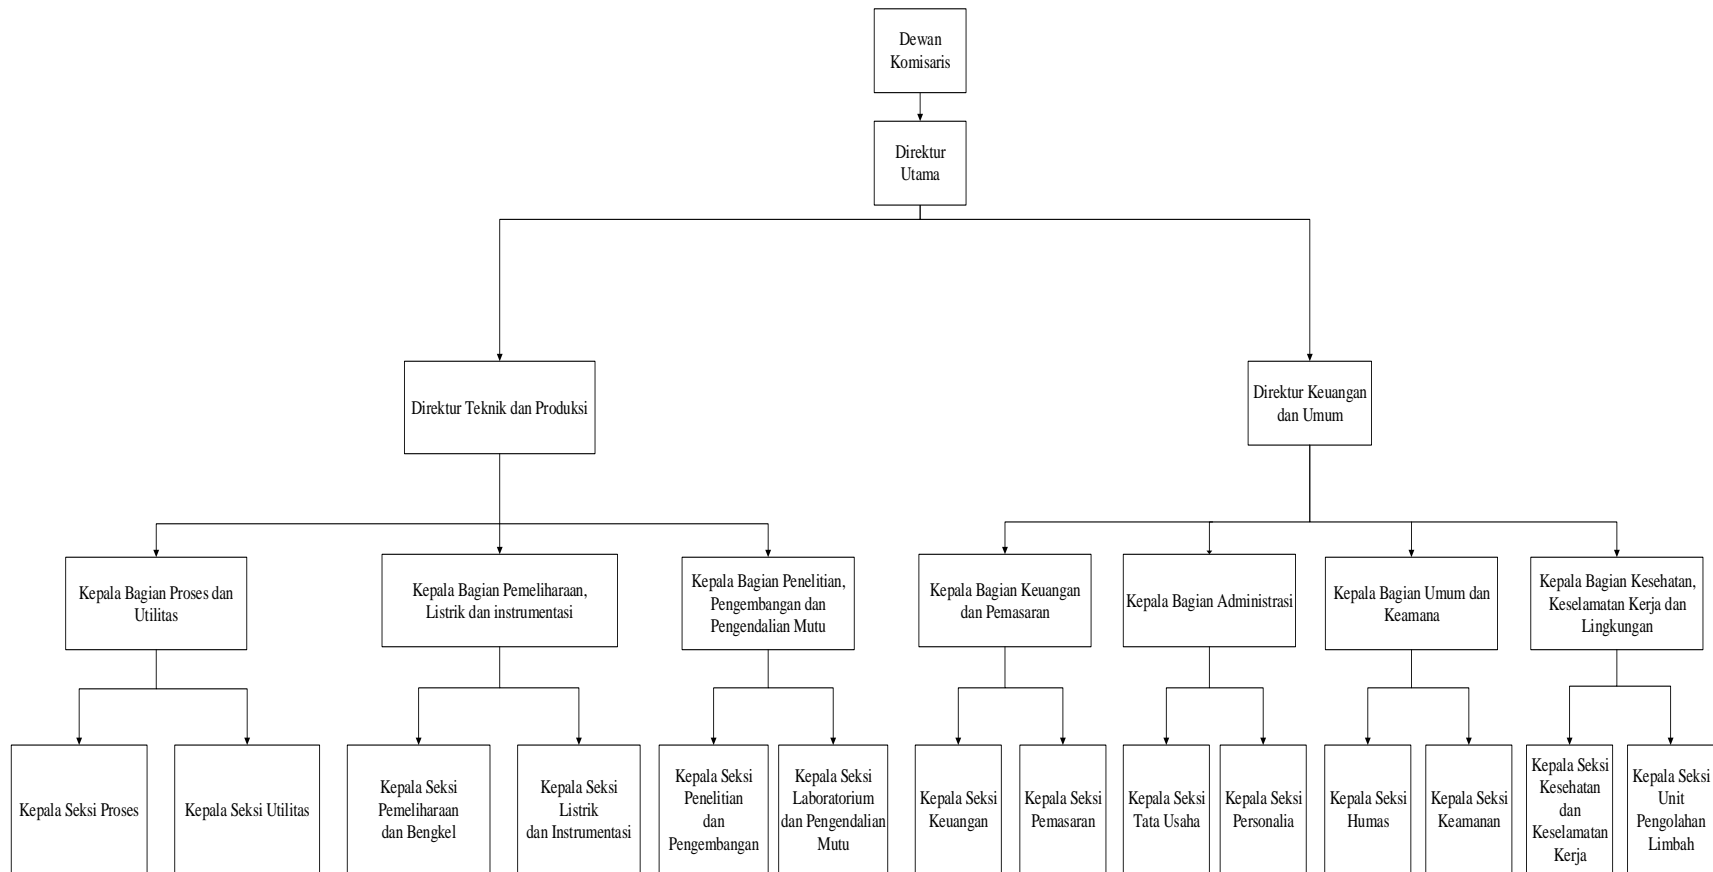 Dewan
Komisaris
Direktur
Utama
Direktur Teknik dan Produksi
Direktur Keuangan
dan Umum
Kepala Bagian Proses dan
Utilitas
Kepala Bagian Pemeliharaan,
Listrik dan instrumentasi
Kepala Bagian Penelitian,
Pengembangan dan
Pengendalian Mutu
Kepala Bagian Keuangan
dan Pemasaran
Kepala Bagian Administrasi
Kepala Bagian Umum dan
Keamana
Kepala Bagian Kesehatan,
Keselamatan Kerja dan
Lingkungan
Kepala Seksi Proses
Kepala Seksi Utilitas
Kepala Seksi
Pemeliharaan
dan Bengkel
Kepala Seksi
Listrik
dan Instrumentasi
Kepala Seksi
Penelitian
dan
Pengembangan
Kepala Seksi
Laboratorium
dan Pengendalian
Mutu
Kepala Seksi
Keuangan
Kepala Seksi
Pemasaran
Kepala Seksi
Tata Usaha
Kepala Seksi
Personalia
Kepala Seksi
Humas
Kepala Seksi
Keamanan
Kepala Seksi
Kesehatan
dan
Keselamatan
Kerja
Kepala Seksi
Unit
Pengolahan
Limbah